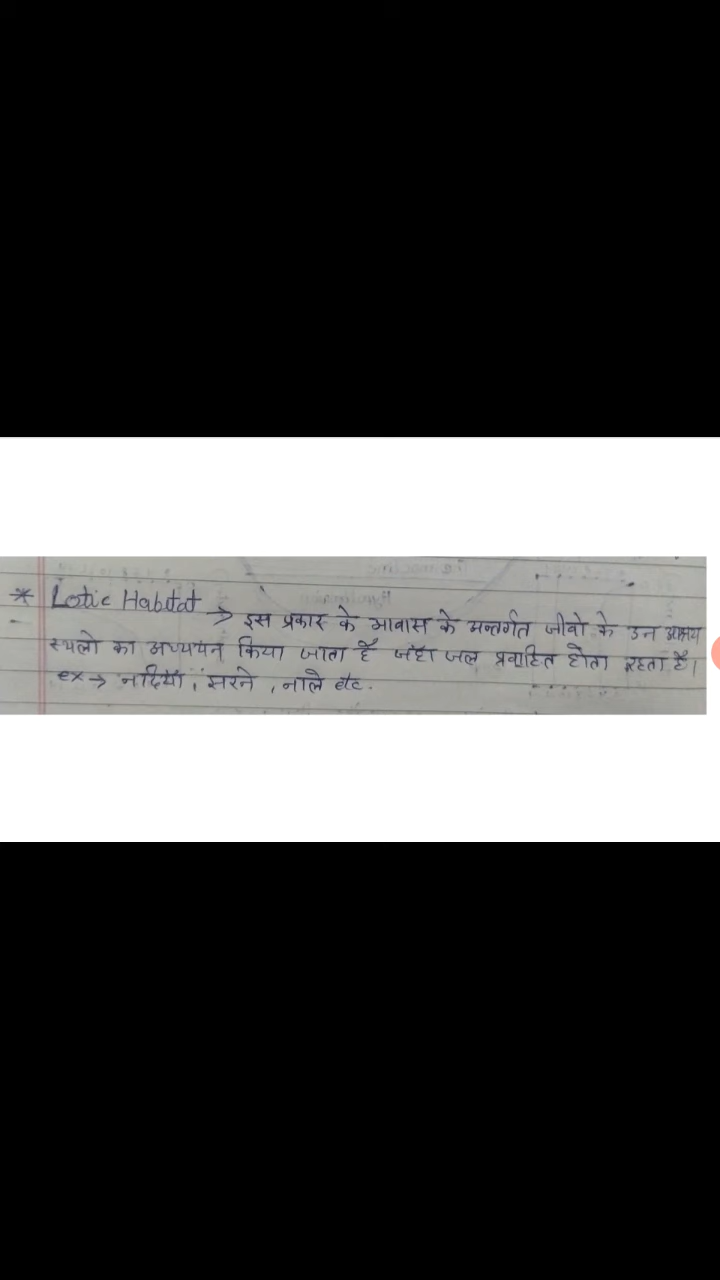 * Lotic Habitat → इस प्रकार के आवास के अन्तर्गत जीवो के उन आश्रय
स्थलो का अध्ययन किया जाता है जहाँ जल प्रवाहित होता रहता है।
ex → नदियाँ, झरने, नाले etc.